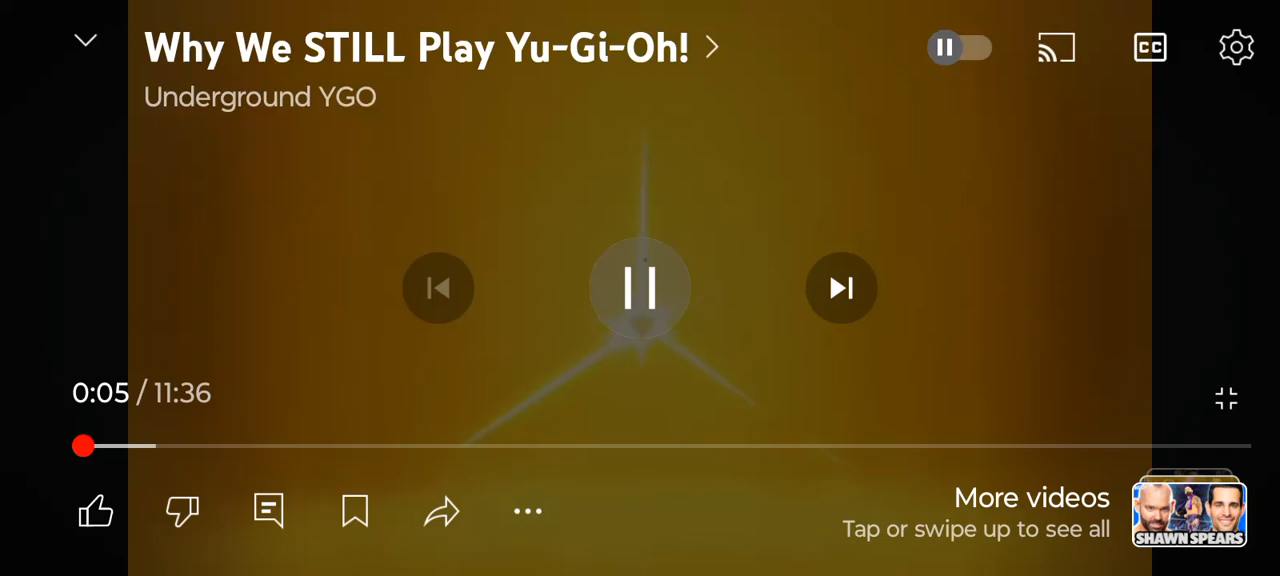 Why We STILL Play Yu-Gi-Oh!
Underground YGO
CC
0:05 / 11:36
More videos
Tap or swipe up to see all
SHAWN SPEARS